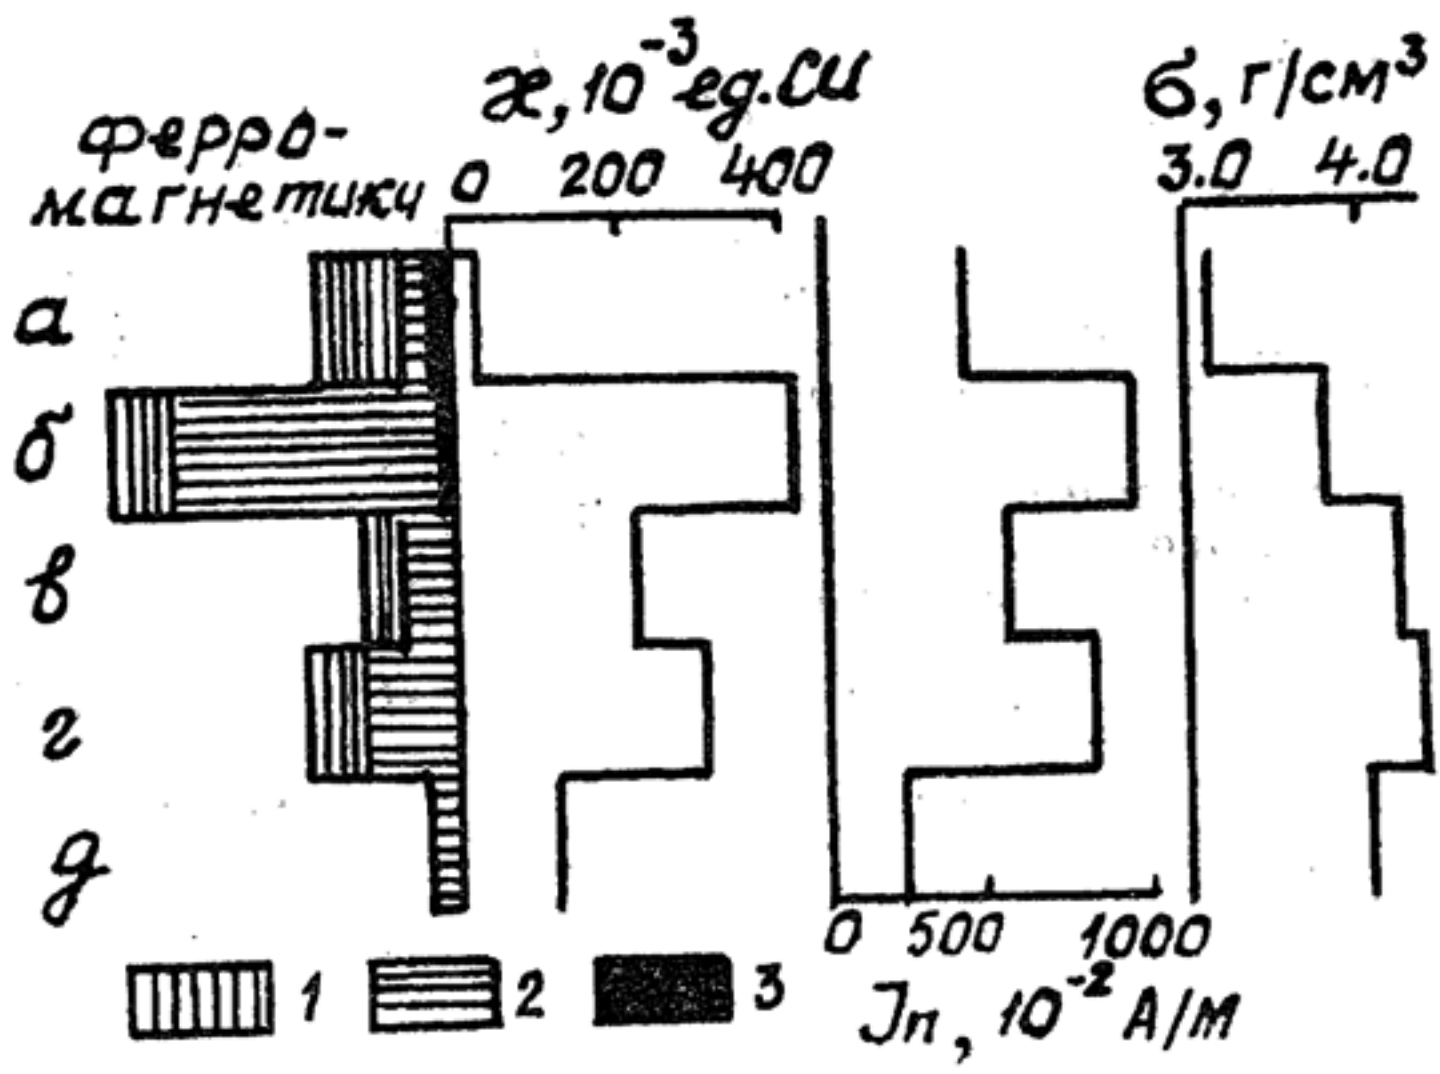 ϰ, 10⁻³ ед. СИ
σ, г/см³
ферро-
магнетики
0 200 400
3.0 4.0
а
б
в
г
д
0 500 1000
1 2 3
Jn, 10⁻² А/м